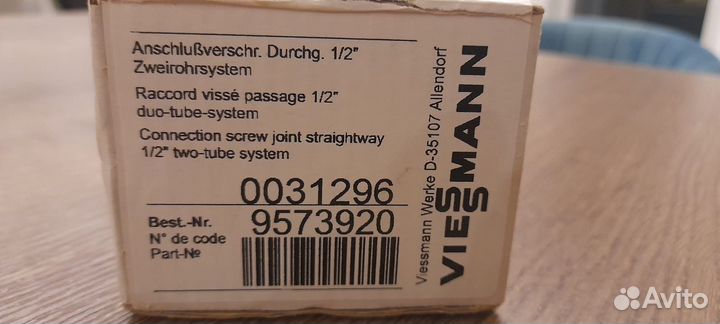 Anschlußverschr. Durchg. 1/2"
Zweirohrsystem
Raccord vissé passage 1/2"
duo-tube-system
Connection screw joint straightway
1/2" two-tube system
0031296
Best.-Nr. 9573920
N° de code
Part-№
Viessmann Werke D-35107 Allendorf
VIESSMANN
Avito